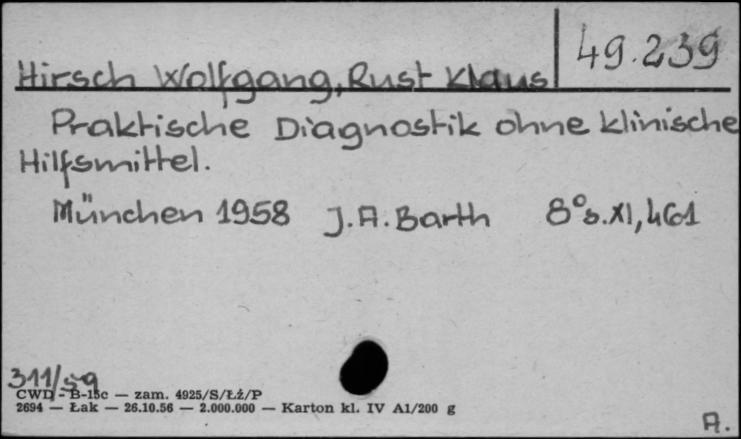 Hirsch Wolfgang, Rust Klaus 49.239
Praktische Diagnostik ohne klinische
Hilfsmittel.
München 1958 J.A. Barth 8° s. XI, 461
311/59
CWD - B-15c — zam. 4925/S/Łż/P
2694 — Łak — 26.10.56 — 2.000.000 — Karton kl. IV A1/200 g
A.